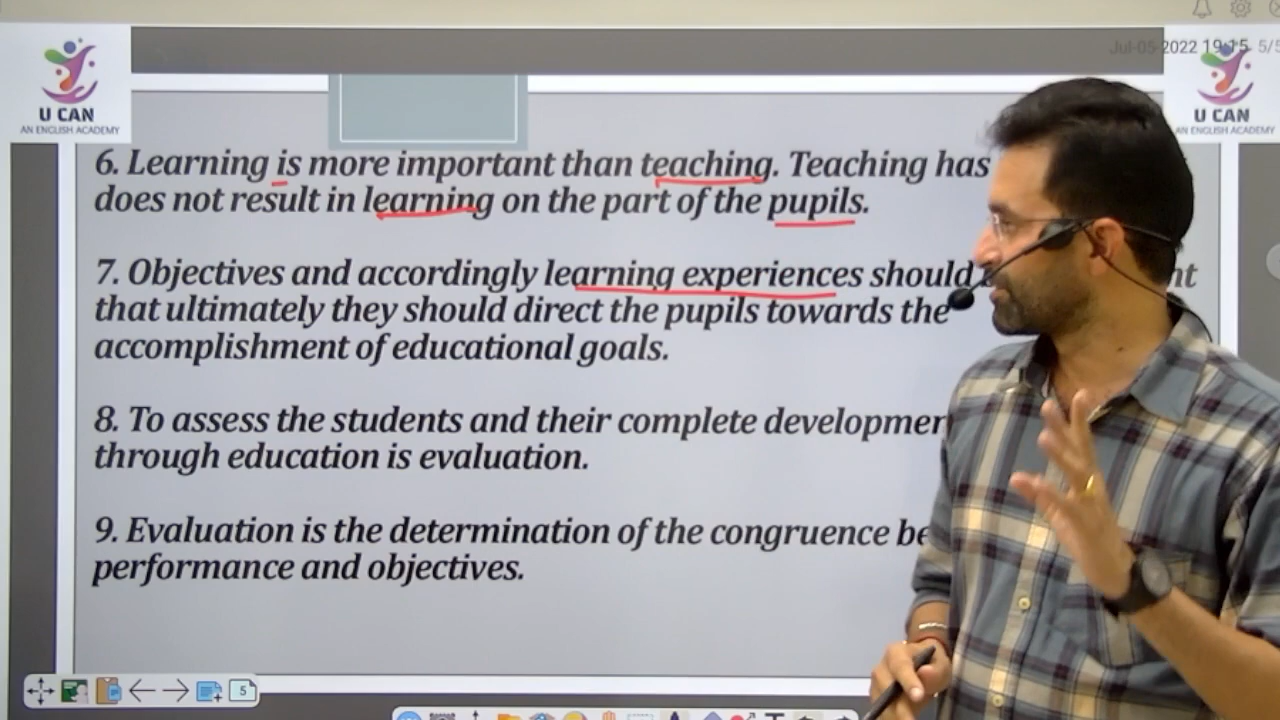 Jul-05-2022 19:15 5/5
U CAN
AN ENGLISH ACADEMY
U CAN
AN ENGLISH ACADEMY
6. Learning is more important than teaching. Teaching has
does not result in learning on the part of the pupils.
7. Objectives and accordingly learning experiences should
that ultimately they should direct the pupils towards the
accomplishment of educational goals.
8. To assess the students and their complete
through education is evaluation.
9. Evaluation is the determination of the congruence
performance and objectives.
5